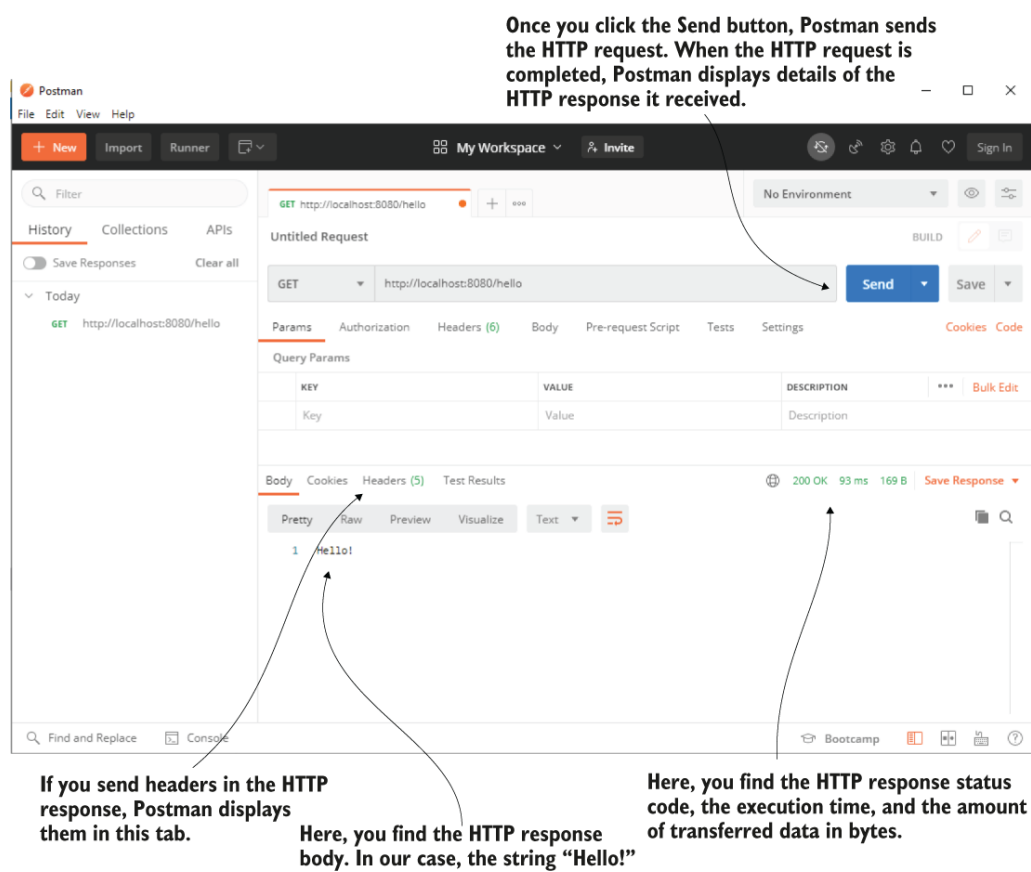 Once you click the Send button, Postman sends
the HTTP request. When the HTTP request is
completed, Postman displays details of the
HTTP response it received.
Postman
File Edit View Help
+ New Import Runner My Workspace Invite Sign In
Filter
GET http://localhost:8080/hello
No Environment
History Collections APIs
Untitled Request
BUILD
Save Responses Clear all
GET http://localhost:8080/hello Send Save
Today
GET http://localhost:8080/hello
Params Authorization Headers (6) Body Pre-request Script Tests Settings Cookies Code
Query Params
KEY VALUE DESCRIPTION Bulk Edit
Key Value Description
Body Cookies Headers (5) Test Results 200 OK 93 ms 169 B Save Response
Pretty Raw Preview Visualize Text
1 Hello!
Find and Replace Console Bootcamp
If you send headers in the HTTP
response, Postman displays
them in this tab.
Here, you find the HTTP response
body. In our case, the string “Hello!”
Here, you find the HTTP response status
code, the execution time, and the amount
of transferred data in bytes.